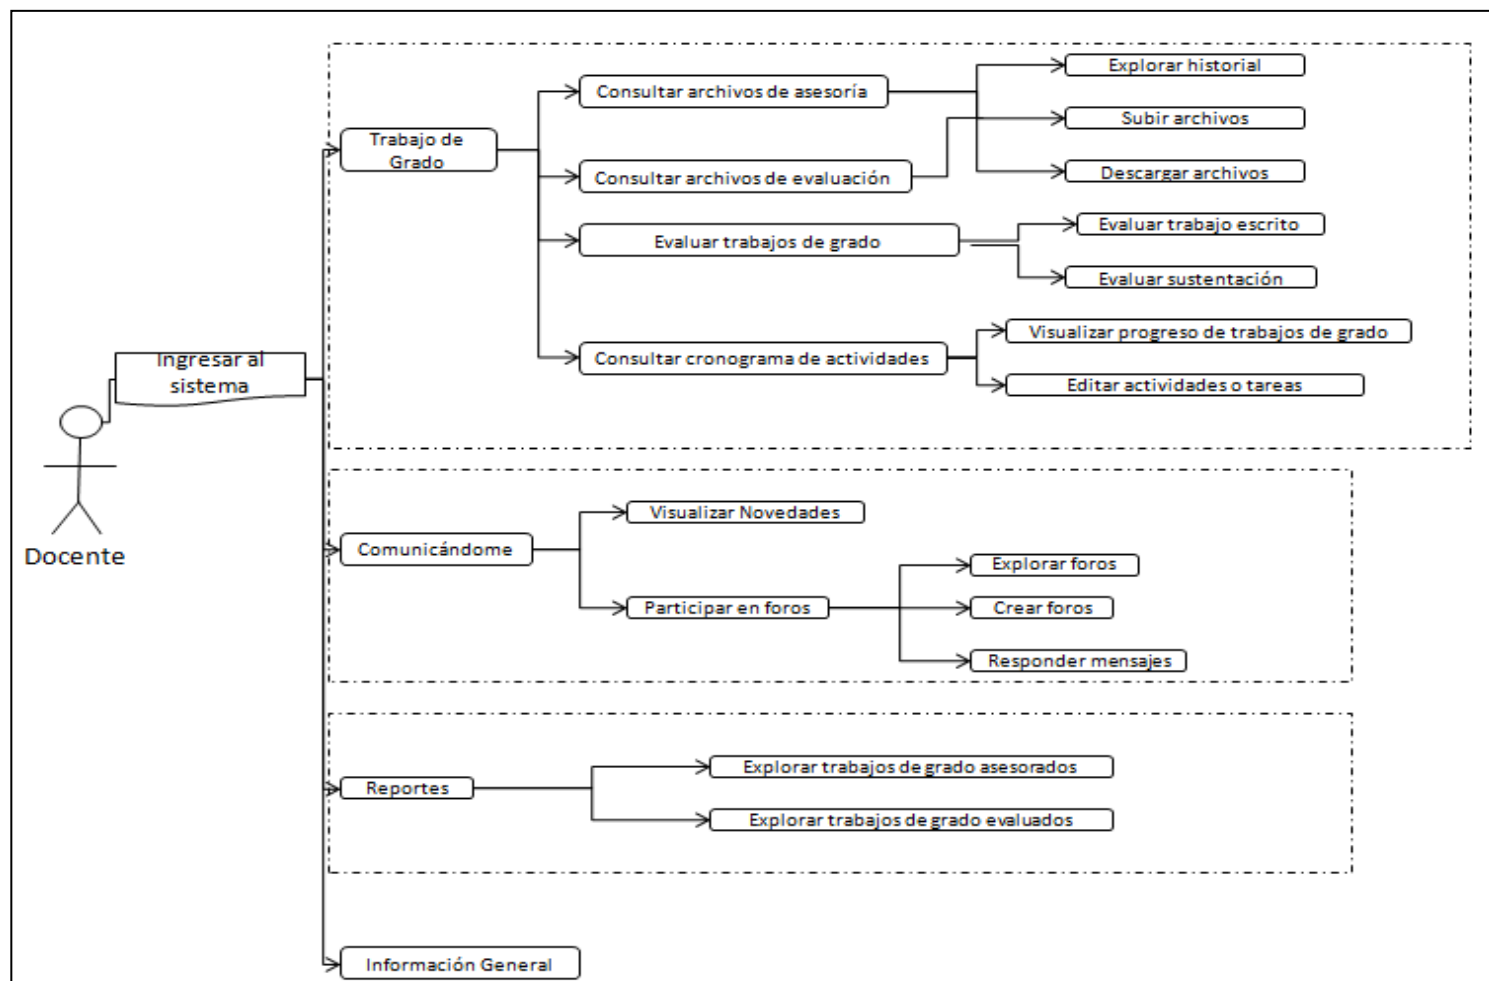 Explorar historial
Consultar archivos de asesoría
Subir archivos
Trabajo de
Grado
Descargar archivos
Consultar archivos de evaluación
Evaluar trabajo escrito
Evaluar trabajos de grado
Evaluar sustentación
Visualizar progreso de trabajos de grado
Ingresar al
sistema
Consultar cronograma de actividades
Editar actividades o tareas
Docente
Visualizar Novedades
Comunicándome
Explorar foros
Participar en foros
Crear foros
Responder mensajes
Explorar trabajos de grado asesorados
Reportes
Explorar trabajos de grado evaluados
Información General